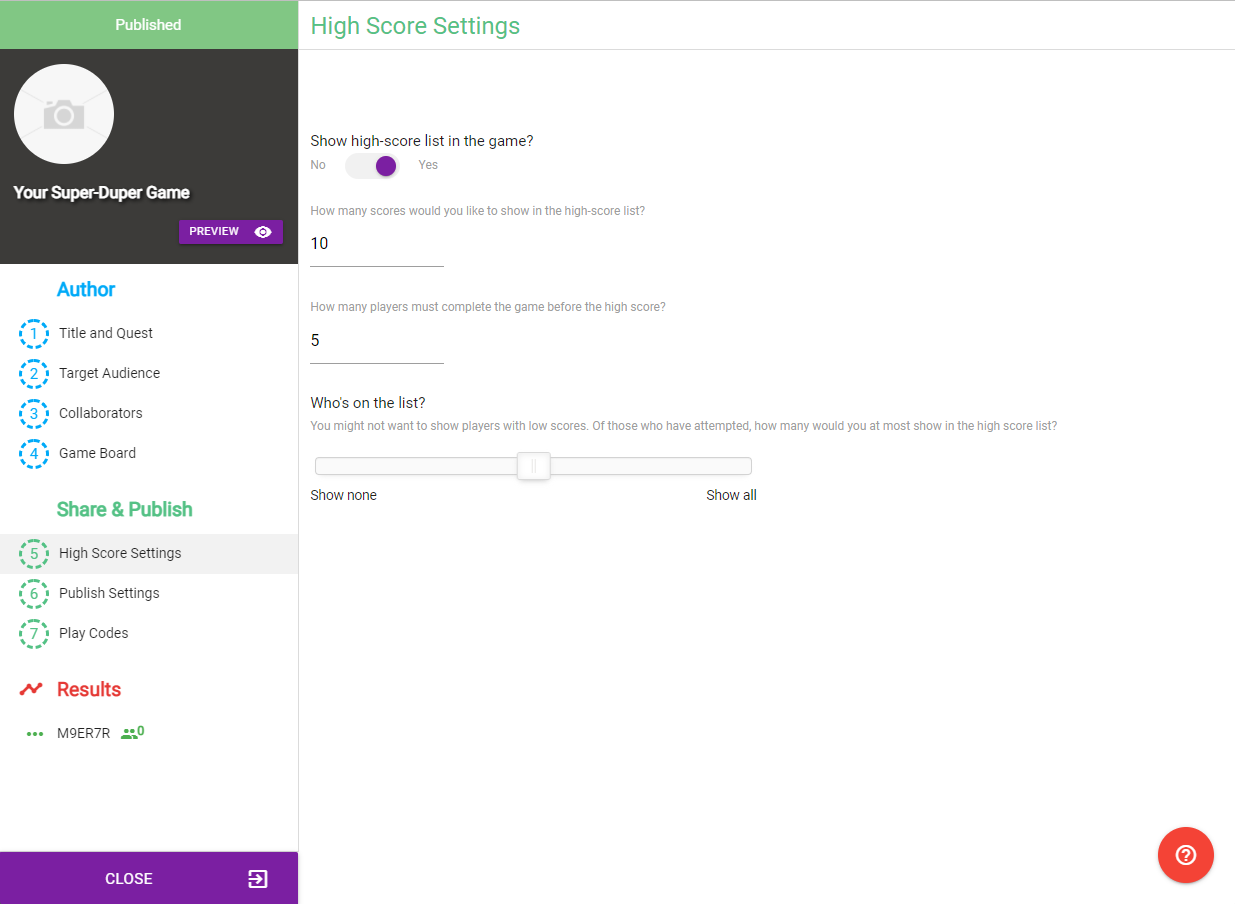 Published
High Score Settings
Your Super-Duper Game
PREVIEW
Author
1 Title and Quest
2 Target Audience
3 Collaborators
4 Game Board
Share & Publish
5 High Score Settings
6 Publish Settings
7 Play Codes
Results
M9ER7R 0
CLOSE
Show high-score list in the game?
No Yes
How many scores would you like to show in the high-score list?
10
How many players must complete the game before the high score?
5
Who's on the list?
You might not want to show players with low scores. Of those who have attempted, how many would you at most show in the high score list?
Show none Show all
?